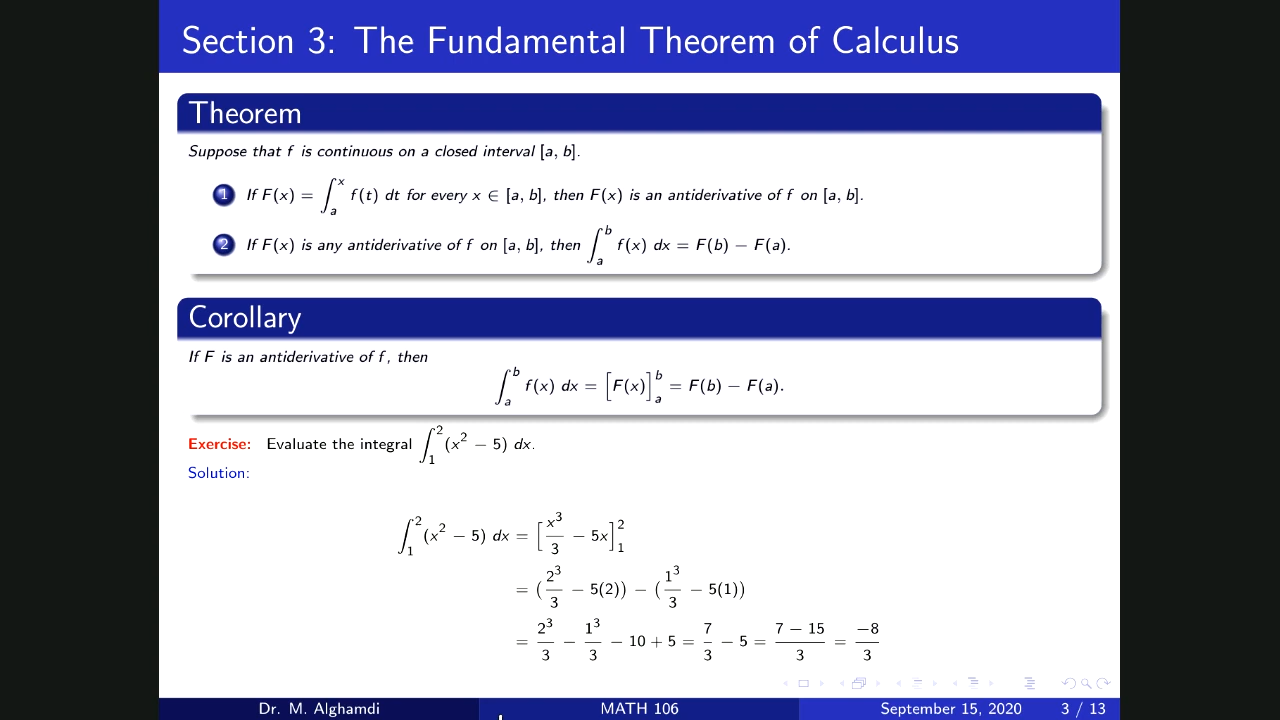 Section 3: The Fundamental Theorem of Calculus
Theorem
Suppose that f is continuous on a closed interval [a, b].
1 If F(x) = ∫_a^x f(t) dt for every x ∈ [a, b], then F(x) is an antiderivative of f on [a, b].
2 If F(x) is any antiderivative of f on [a, b], then ∫_a^b f(x) dx = F(b) − F(a).
Corollary
If F is an antiderivative of f, then
∫_a^b f(x) dx = [F(x)]_a^b = F(b) − F(a).
Exercise: Evaluate the integral ∫_1^2 (x^2 − 5) dx.
Solution:
∫_1^2 (x^2 − 5) dx = [x^3/3 − 5x]_1^2
= (2^3/3 − 5(2)) − (1^3/3 − 5(1))
= 2^3/3 − 1^3/3 − 10 + 5 = 7/3 − 5 = (7 − 15)/3 = −8/3
Dr. M. Alghamdi MATH 106 September 15, 2020 3 / 13